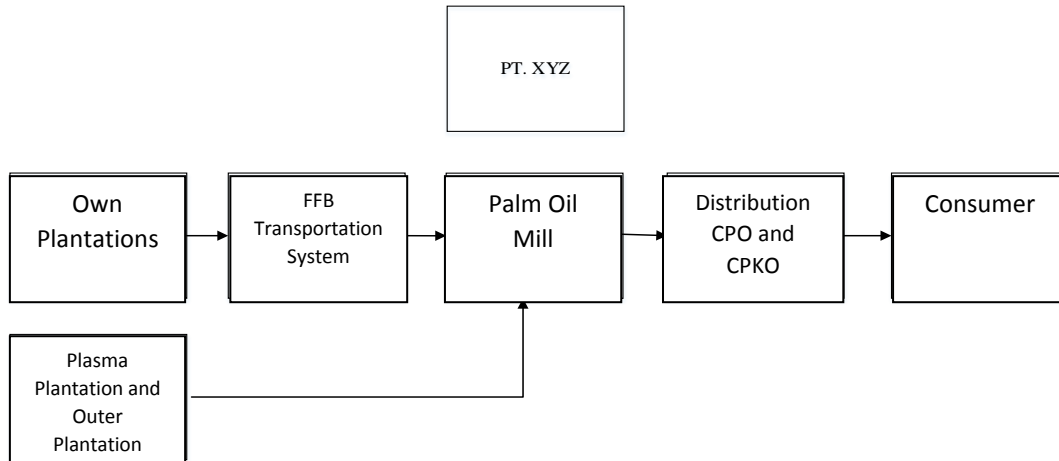 PT. XYZ
Own
Plantations
FFB
Transportation
System
Palm Oil
Mill
Distribution
CPO and
CPKO
Consumer
Plasma
Plantation and
Outer
Plantation